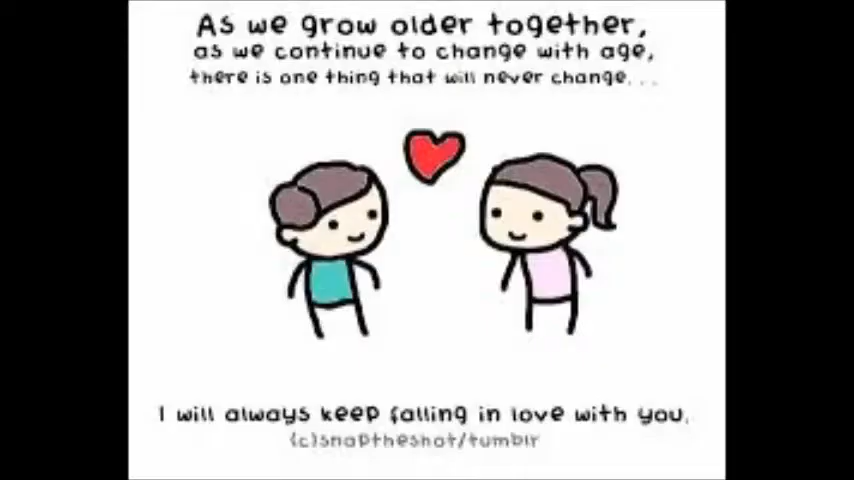 As we grow older together,
as we continue to change with age,
there is one thing that will never change...
I will always keep falling in love with you.
(c)snaptheshot/tumblr